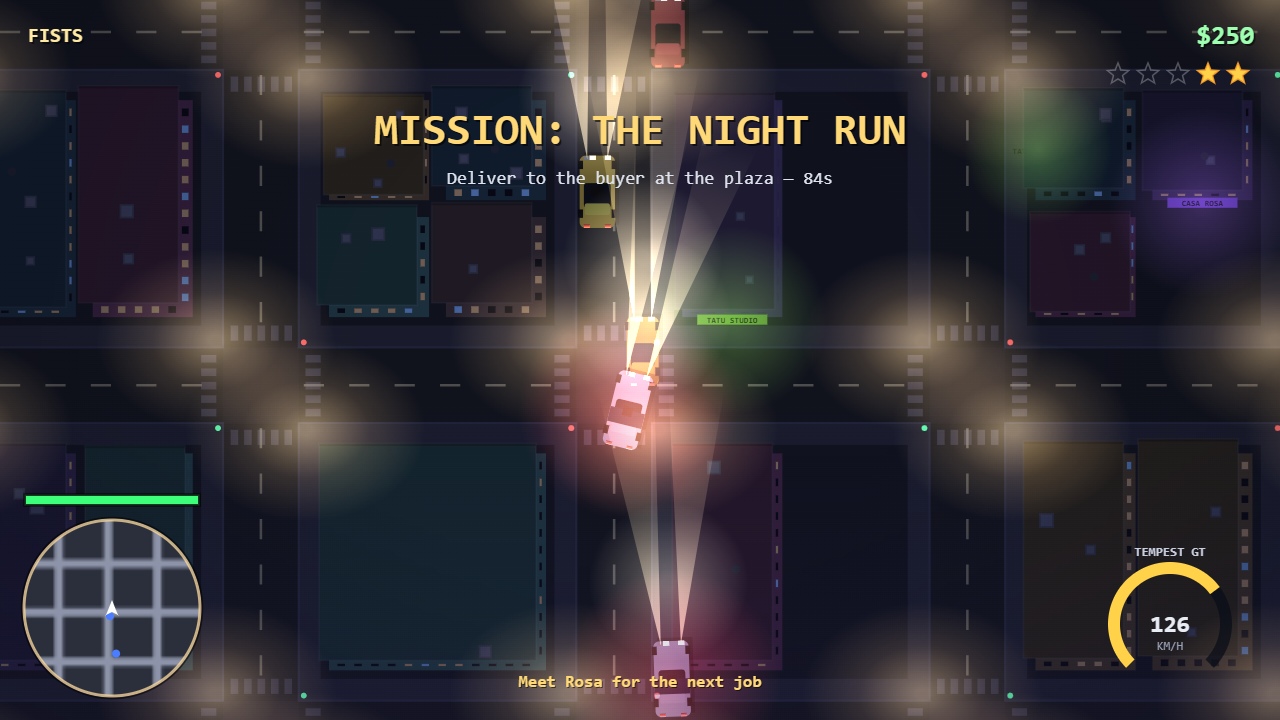 FISTS
$250
MISSION: THE NIGHT RUN
Deliver to the buyer at the plaza — 84s
CASA ROSA
TATU STUDIO
TEMPEST GT
126
KM/H
Meet Rosa for the next job